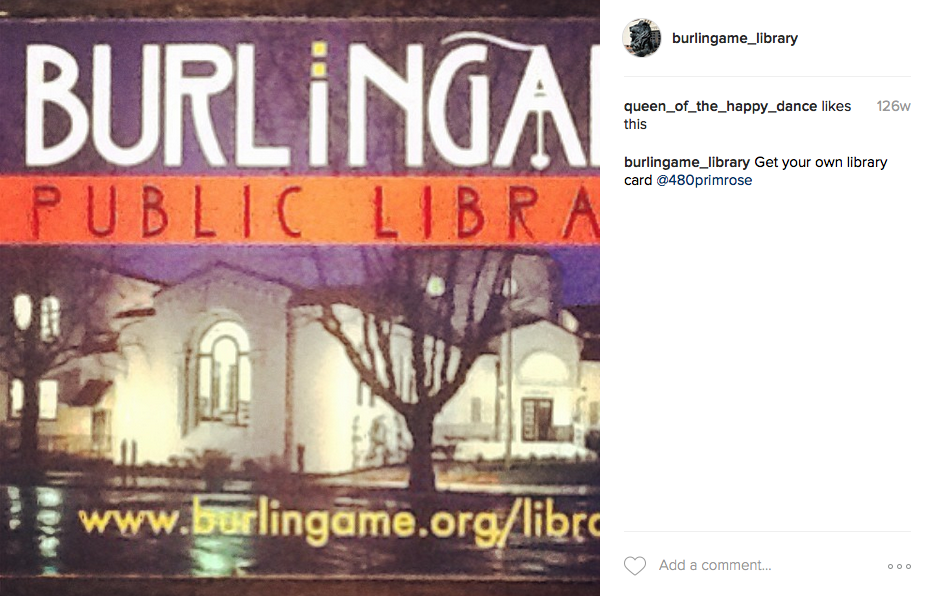 BURLINGA
PUBLIC LIBRA
www.burlingame.org/libra
burlingame_library
queen_of_the_happy_dance likes 126w
this
burlingame_library Get your own library
card @480primrose
Add a comment...